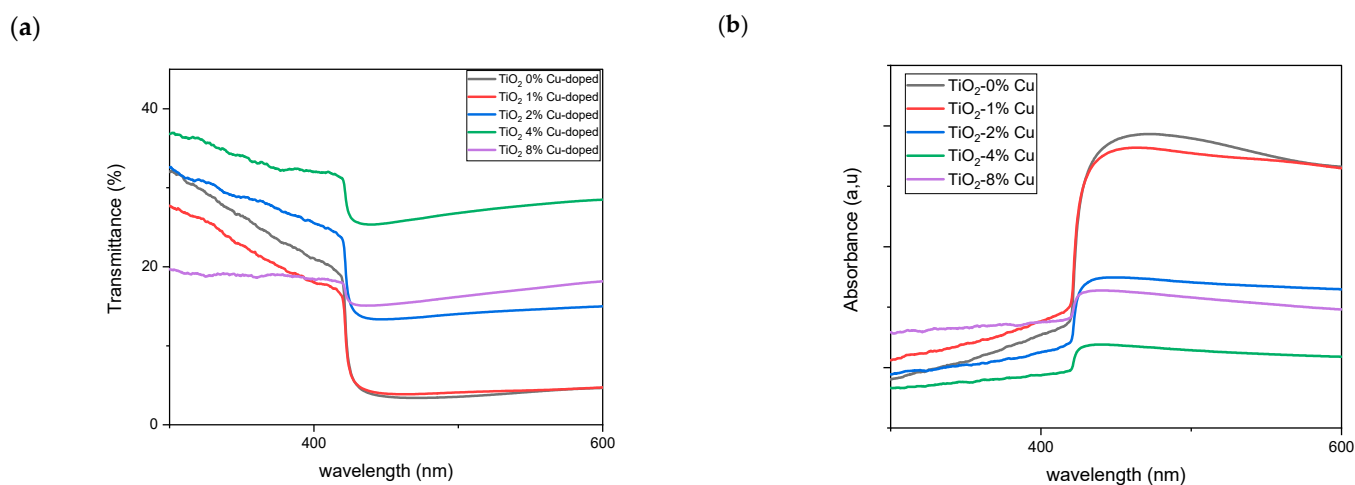 (a)
TiO2 0% Cu-doped
TiO2 1% Cu-doped
TiO2 2% Cu-doped
TiO2 4% Cu-doped
TiO2 8% Cu-doped
40
20
0
Transmittance (%)
400
600
wavelength (nm)
(b)
TiO2-0% Cu
TiO2-1% Cu
TiO2-2% Cu
TiO2-4% Cu
TiO2-8% Cu
Absorbance (a,u)
400
600
wavelength (nm)